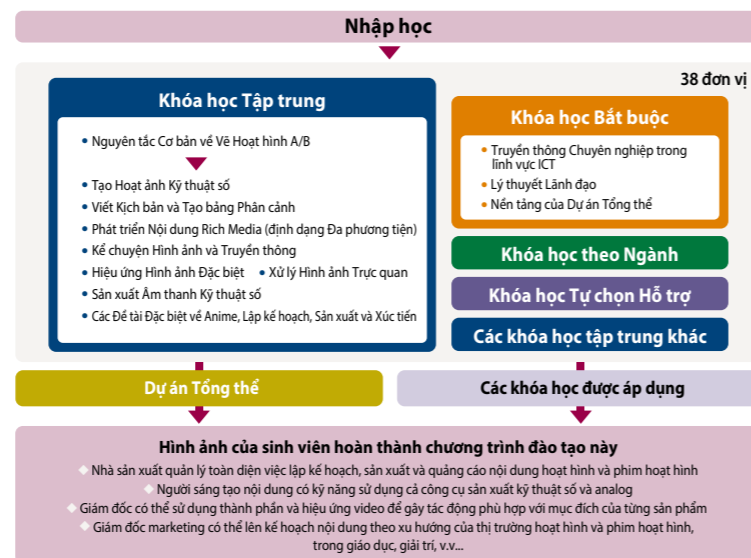 Nhập học
38 đơn vị
Khóa học Tập trung
• Nguyên tắc Cơ bản về Vẽ Hoạt hình A/B
• Tạo Hoạt ảnh Kỹ thuật số
• Viết Kịch bản và Tạo bảng Phân cảnh
• Phát triển Nội dung Rich Media (định dạng Đa phương tiện)
• Kể chuyện Hình ảnh và Truyền thông
• Hiệu ứng Hình ảnh Đặc biệt • Xử lý Hình ảnh Trực quan
• Sản xuất Âm thanh Kỹ thuật số
• Các Đề tài Đặc biệt về Anime, Lập kế hoạch, Sản xuất và Xúc tiến
Khóa học Bắt buộc
• Truyền thông Chuyên nghiệp trong
lĩnh vực ICT
• Lý thuyết Lãnh đạo
• Nền tảng của Dự án Tổng thể
Khóa học theo Ngành
Khóa học Tự chọn Hỗ trợ
Các khóa học tập trung khác
Dự án Tổng thể
Các khóa học được áp dụng
Hình ảnh của sinh viên hoàn thành chương trình đào tạo này
◆ Nhà sản xuất quản lý toàn diện việc lập kế hoạch, sản xuất và quảng cáo nội dung hoạt hình và phim hoạt hình
◆ Người sáng tạo nội dung có kỹ năng sử dụng cả công cụ sản xuất kỹ thuật số và analog
◆ Giám đốc có thể sử dụng thành phần và hiệu ứng video để gây tác động phù hợp với mục đích của từng sản phẩm
◆ Giám đốc marketing có thể lên kế hoạch nội dung theo xu hướng của thị trường hoạt hình và phim hoạt hình,
trong giáo dục, giải trí, v.v...